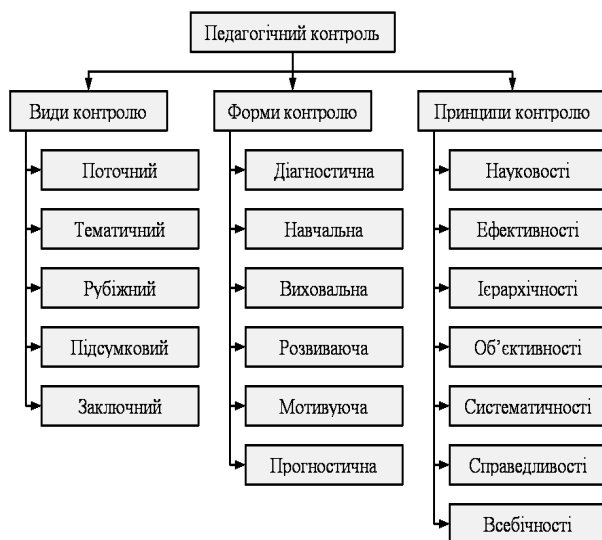 Педагогічний контроль
Види контролю
Форми контролю
Принципи контролю
Поточний
Тематичний
Рубіжний
Підсумковий
Заключний
Діагностична
Навчальна
Виховальна
Розвиваюча
Мотивуюча
Прогностична
Науковості
Ефективності
Ієрархічності
Об’єктивності
Систематичності
Справедливості
Всебічності